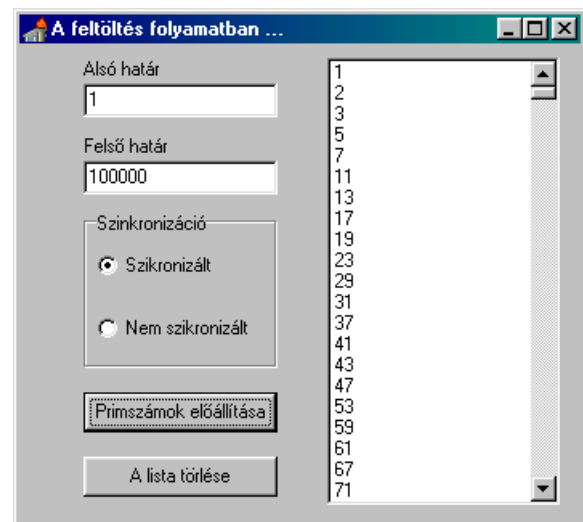 A feltöltés folyamatban ...
Alsó határ
1
Felső határ
100000
Szinkronizáció
Szikronizált
Nem szikronizált
Primszámok előállítása
A lista törlése
1
2
3
5
7
11
13
17
19
23
29
31
37
41
43
47
53
59
61
67
71